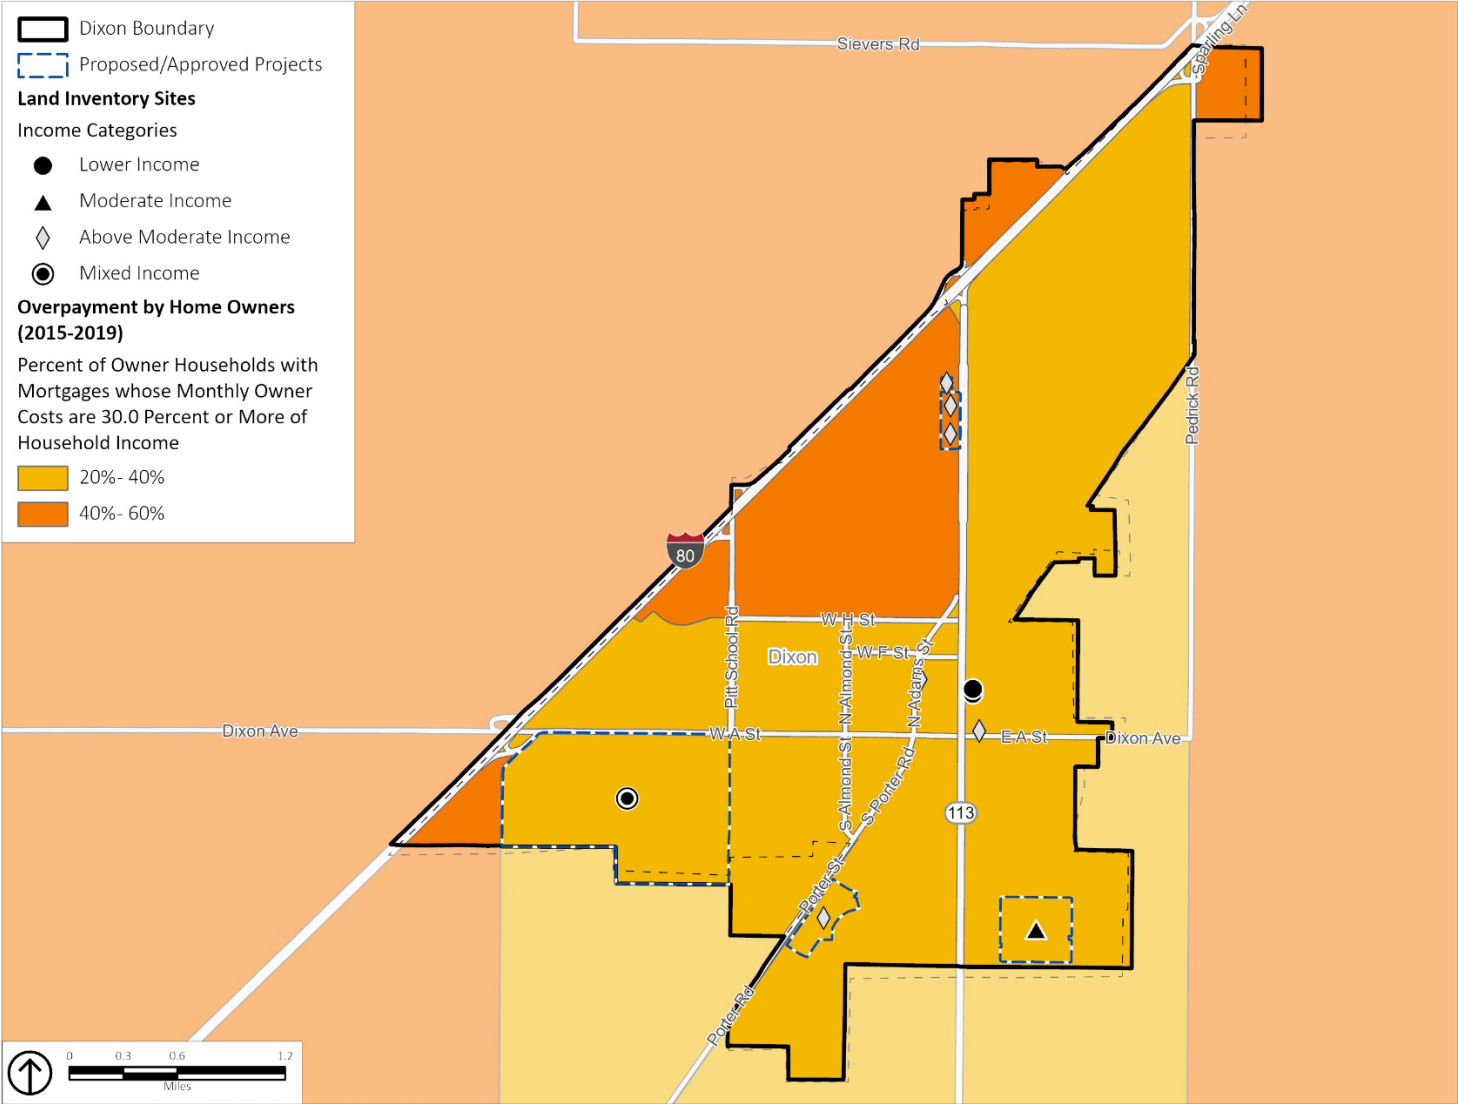 Dixon Boundary
Proposed/Approved Projects
Land Inventory Sites
Income Categories
Lower Income
Moderate Income
Above Moderate Income
Mixed Income
Overpayment by Home Owners
(2015-2019)
Percent of Owner Households with
Mortgages whose Monthly Owner
Costs are 30.0 Percent or More of
Household Income
20%- 40%
40%- 60%
Sievers Rd
Sparling Ln
Pedrick Rd
80
Pitt School Rd
W H St
W F St
Dixon
N Almond St
N Adams St
Dixon Ave
W A St
E A St
Dixon Ave
S Almond St
S Porter Rd
113
Porter St
Porter Rd
0 0.3 0.6 1.2
Miles